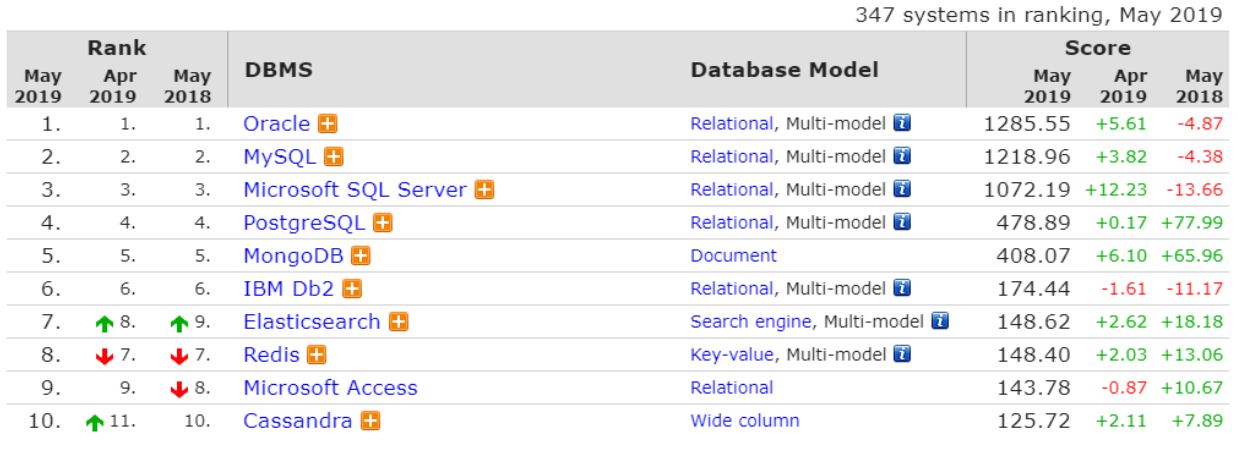 347 systems in ranking, May 2019
Rank DBMS Database Model Score
May 2019 Apr 2019 May 2018 May 2019 Apr 2019 May 2018
1. 1. 1. Oracle Relational, Multi-model 1285.55 +5.61 -4.87
2. 2. 2. MySQL Relational, Multi-model 1218.96 +3.82 -4.38
3. 3. 3. Microsoft SQL Server Relational, Multi-model 1072.19 +12.23 -13.66
4. 4. 4. PostgreSQL Relational, Multi-model 478.89 +0.17 +77.99
5. 5. 5. MongoDB Document 408.07 +6.10 +65.96
6. 6. 6. IBM Db2 Relational, Multi-model 174.44 -1.61 -11.17
7. 8. 9. Elasticsearch Search engine, Multi-model 148.62 +2.62 +18.18
8. 7. 7. Redis Key-value, Multi-model 148.40 +2.03 +13.06
9. 9. 8. Microsoft Access Relational 143.78 -0.87 +10.67
10. 11. 10. Cassandra Wide column 125.72 +2.11 +7.89